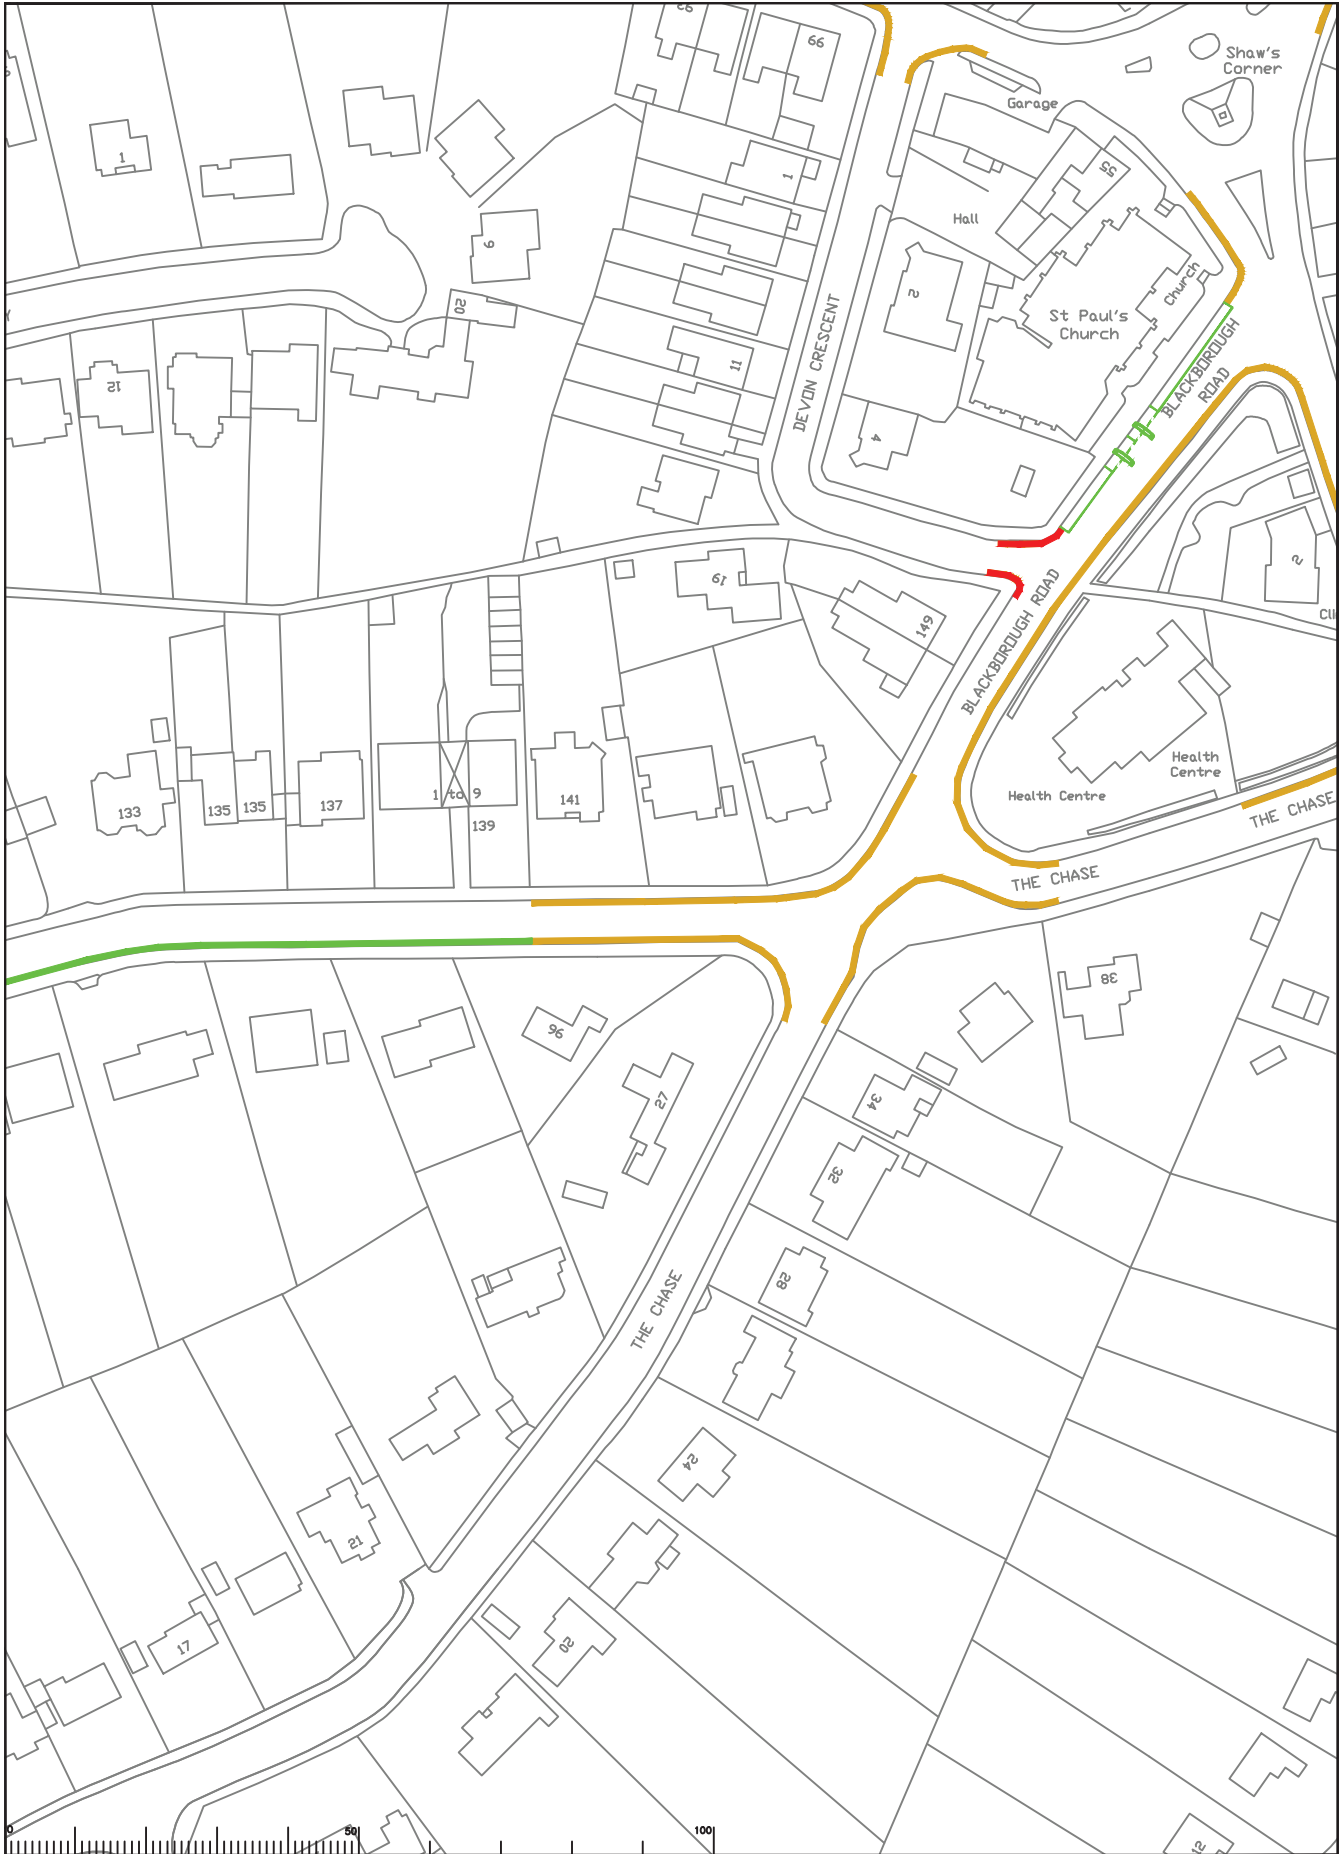 66
Shaw's
Corner
Garage
1
55
1
9
Hall
2
Church
20
St Paul's
Church
BLACKBOROUGH
ROAD
DEVON CRESCENT
11
12
4
2
19
149
BLACKBOROUGH ROAD
Health
Centre
Health Centre
133
135
135
137
1 to 9
141
139
THE CHASE
THE CHASE
38
96
27
34
32
28
THE CHASE
24
21
20
17
0
50
100
12